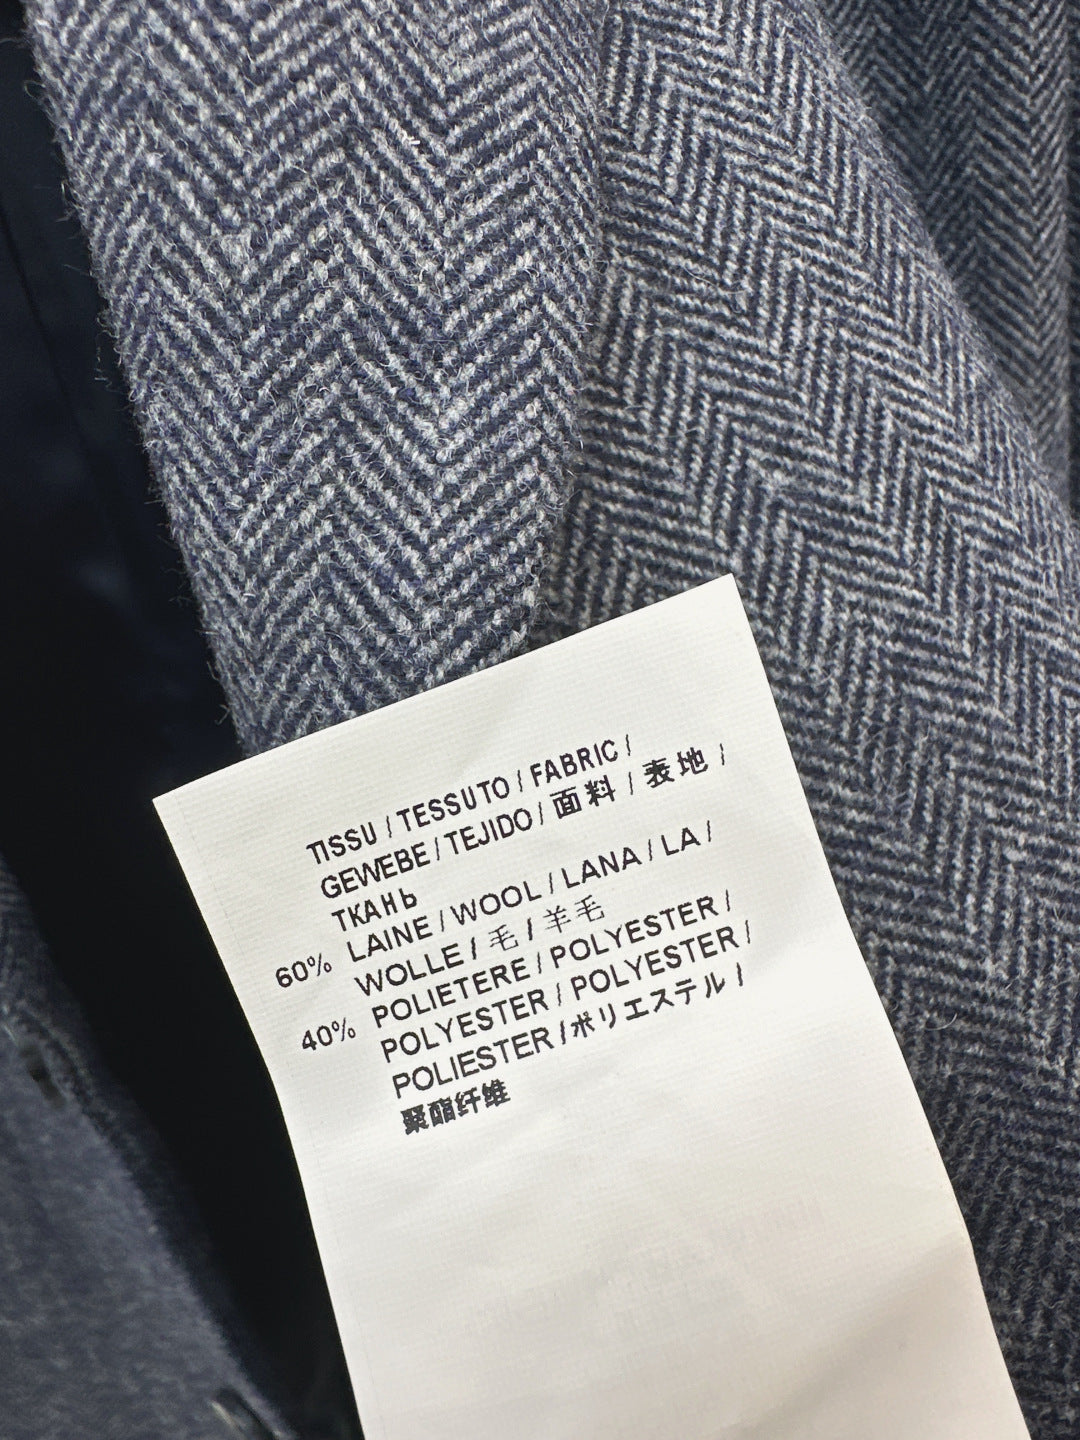 TISSU / TESSUTO / FABRIC /
GEWEBE / TEJIDO / 面料 / 表地 /
ТКАНЬ
60% LAINE / WOOL / LANA / LA /
WOLLE / 毛 / 羊毛
40% POLIETERE / POLYESTER /
POLYESTER / POLYESTER /
POLIESTER / ポリエステル /
聚酯纤维